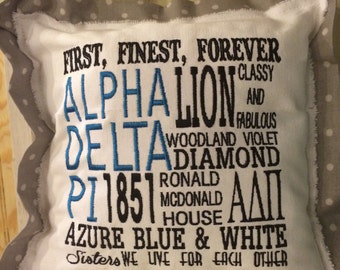 FIRST, FINEST, FOREVER
ALPHA LION CLASSY
AND
FABULOUS
DELTA WOODLAND VIOLET
DIAMOND
PI 1851 RONALD
MCDONALD
HOUSE ΑΔΠ
AZURE BLUE & WHITE
Sisters WE LIVE FOR EACH OTHER